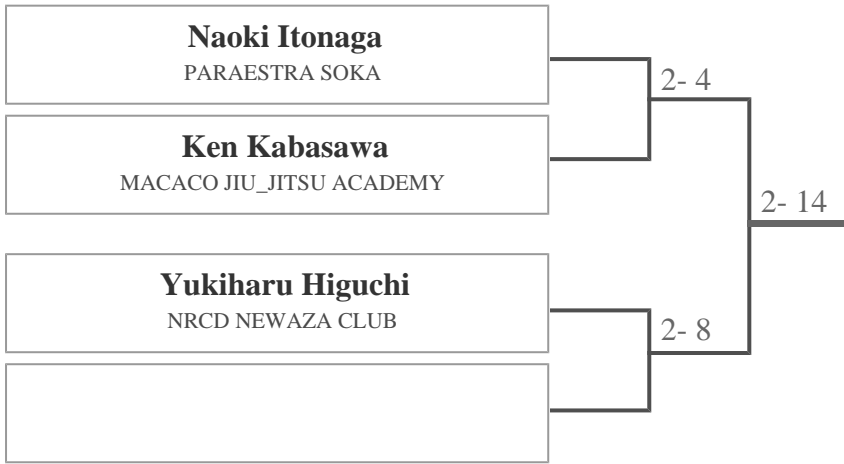 Naoki Itonaga
PARAESTRA SOKA
2- 4
Ken Kabasawa
MACACO JIU_JITSU ACADEMY
2- 14
Yukiharu Higuchi
NRCD NEWAZA CLUB
2- 8